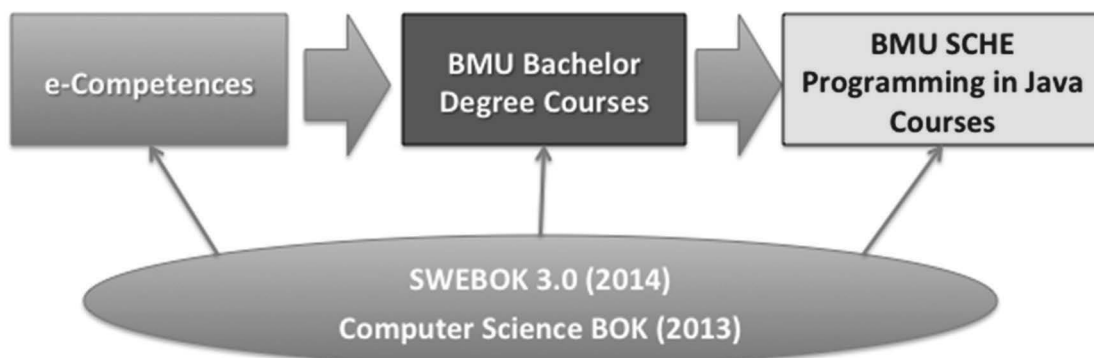 e-Competences
BMU Bachelor
Degree Courses
BMU SCHE
Programming in Java
Courses
SWEBOK 3.0 (2014)
Computer Science BOK (2013)